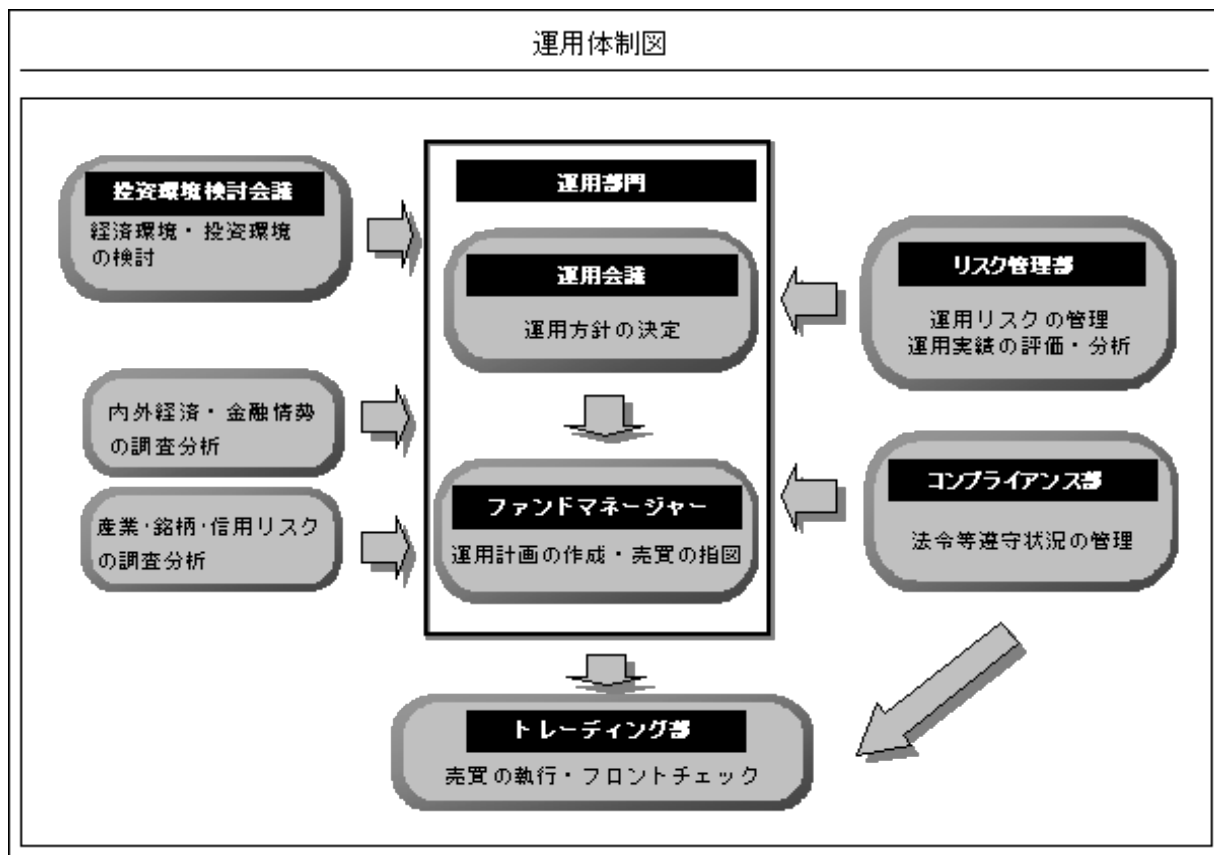 運用体制図
投資環境検討会議
経済環境・投資環境
の検討
運用部門
運用会議
運用方針の決定
リスク管理部
運用リスクの管理
運用実績の評価・分析
内外経済・金融情勢
の調査分析
産業・銘柄・信用リスク
の調査分析
ファンドマネージャー
運用計画の作成・売買の指図
コンプライアンス部
法令等遵守状況の管理
トレーディング部
売買の執行・フロントチェック